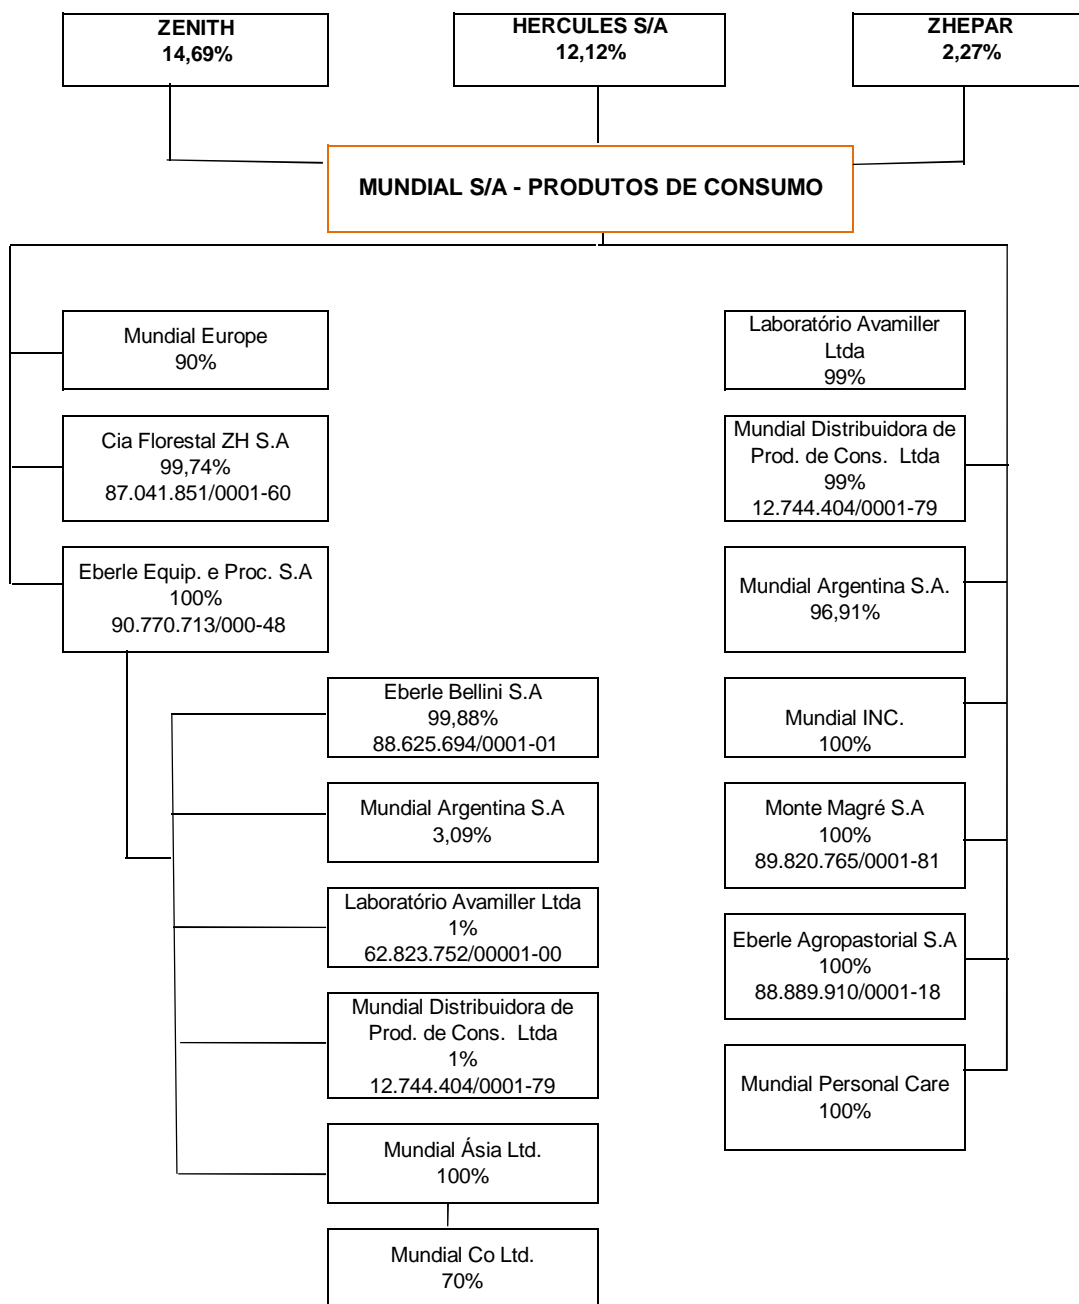 ZENITH
14,69%
HERCULES S/A
12,12%
ZHEPAR
2,27%
MUNDIAL S/A - PRODUTOS DE CONSUMO
Mundial Europe
90%
Cia Florestal ZH S.A
99,74%
87.041.851/0001-60
Eberle Equip. e Proc. S.A
100%
90.770.713/000-48
Eberle Bellini S.A
99,88%
88.625.694/0001-01
Mundial Argentina S.A
3,09%
Laboratório Avamiller Ltda
1%
62.823.752/00001-00
Mundial Distribuidora de
Prod. de Cons. Ltda
1%
12.744.404/0001-79
Mundial Ásia Ltd.
100%
Mundial Co Ltd.
70%
Laboratório Avamiller
Ltda
99%
Mundial Distribuidora de
Prod. de Cons. Ltda
99%
12.744.404/0001-79
Mundial Argentina S.A.
96,91%
Mundial INC.
100%
Monte Magré S.A
100%
89.820.765/0001-81
Eberle Agropastorial S.A
100%
88.889.910/0001-18
Mundial Personal Care
100%